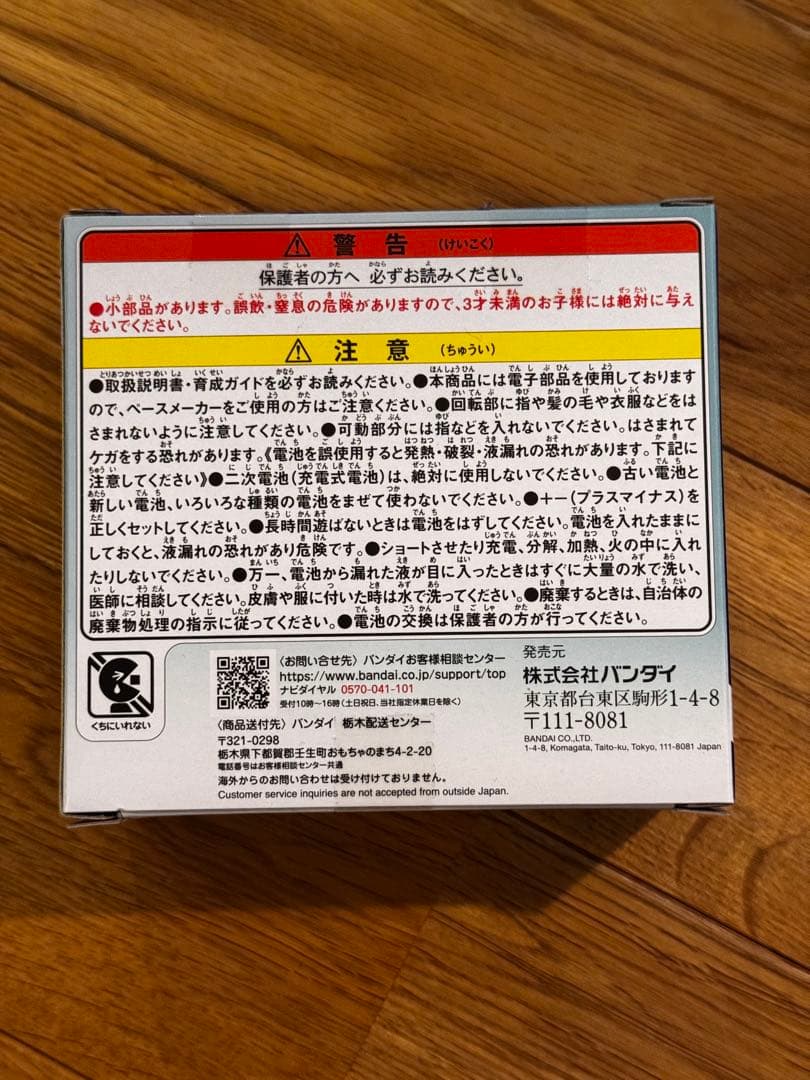 ⚠ 警告 (けいこく)
保護者の方へ 必ずお読みください。
●小部品があります。誤飲・窒息の危険がありますので、3才未満のお子様には絶対に与え
ないでください。
⚠ 注意 (ちゅうい)
●取扱説明書・育成ガイドを必ずお読みください。●本商品には電子部品を使用しております
ので、ペースメーカーをご使用の方はご注意ください。●回転部に指や髪の毛や衣服などをは
さまれないように注意してください。●可動部分には指などを入れないでください。はさまれて
ケガをする恐れがあります。《電池を誤使用すると発熱・破裂・液漏れの恐れがあります。下記に
注意してください》●二次電池(充電式電池)は、絶対に使用しないでください。●古い電池と
新しい電池、いろいろな種類の電池をまぜて使わないでください。●+−(プラスマイナス)を
正しくセットしてください。●長時間遊ばないときは電池をはずしてください。電池を入れたままに
しておくと、液漏れの恐れがあり危険です。●ショートさせたり充電、分解、加熱、火の中に入れ
たりしないでください。●万一、電池から漏れた液が目に入ったときはすぐに大量の水で洗い、
医師に相談してください。皮膚や服に付いた時は水で洗ってください。●廃棄するときは、自治体の
廃棄物処理の指示に従ってください。●電池の交換は保護者の方が行ってください。
くちにいれない
〈お問い合せ先〉バンダイお客様相談センター
https://www.bandai.co.jp/support/top
ナビダイヤル 0570-041-101
受付10時〜16時(土日祝日、当社指定休業日を除く)
〈商品送付先〉バンダイ 栃木配送センター
〒321-0298
栃木県下都賀郡壬生町おもちゃのまち4-2-20
電話番号はお客様相談センター共通
海外からのお問い合わせは受け付けておりません。
Customer service inquiries are not accepted from outside Japan.
発売元
株式会社バンダイ
東京都台東区駒形1-4-8
〒111-8081
BANDAI CO.,LTD.
1-4-8, Komagata, Taito-ku, Tokyo, 111-8081 Japan